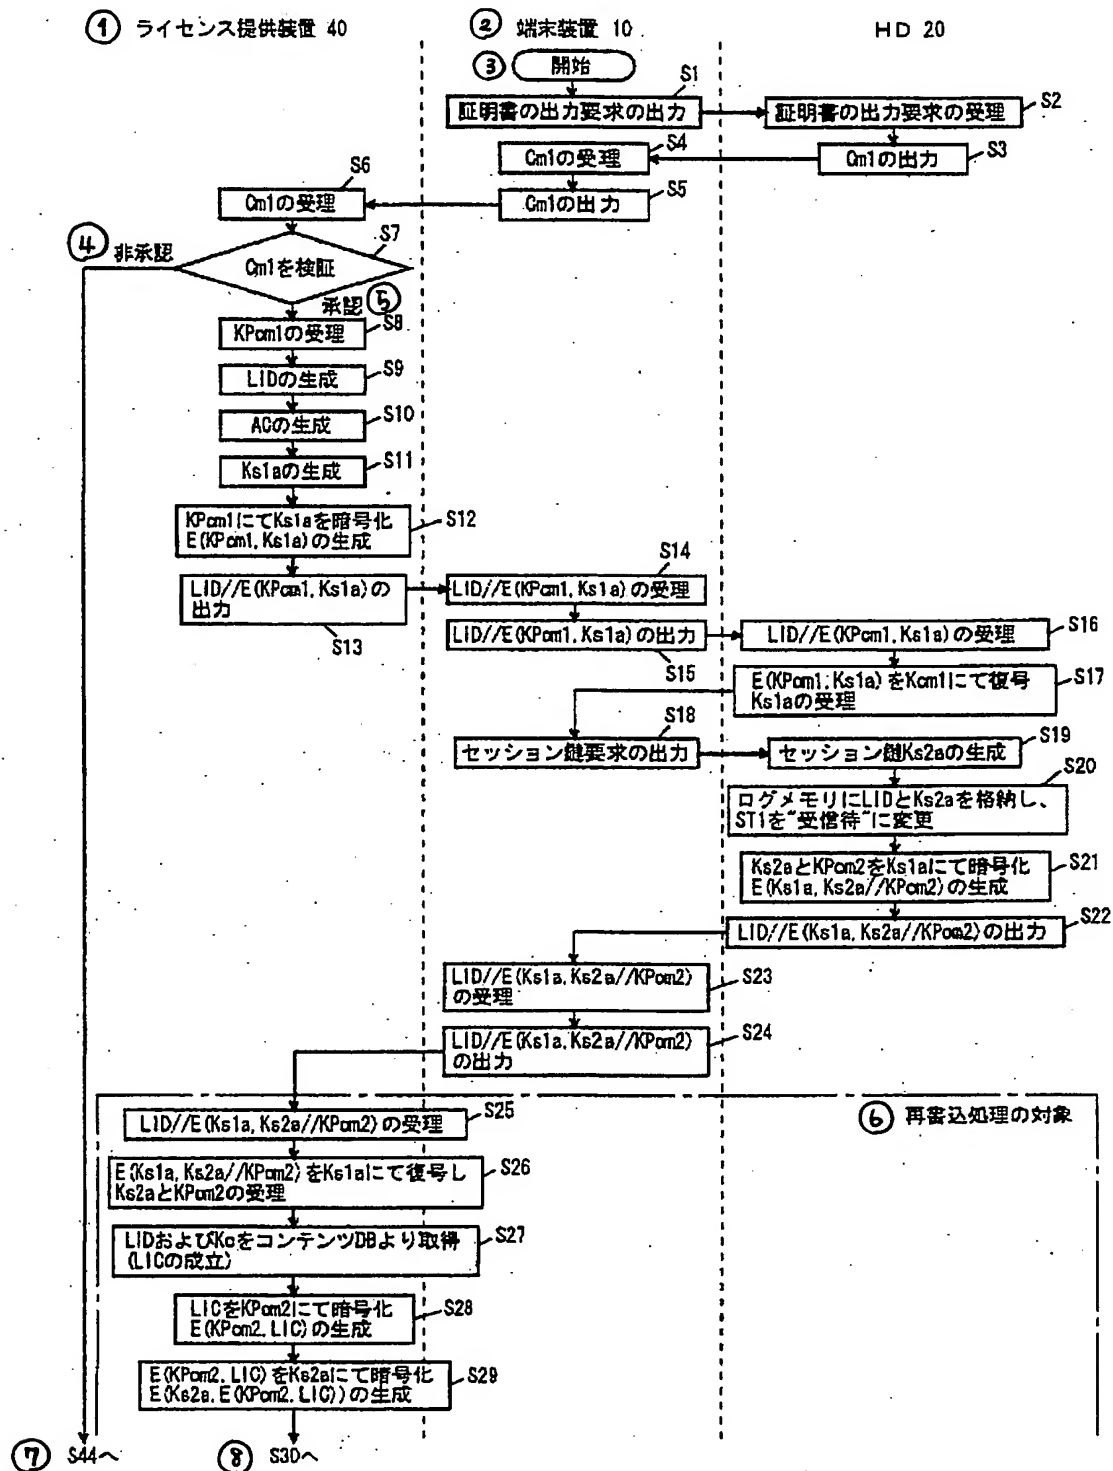 ① ライセンス提供装置 40
② 端末装置 10
HD 20
③ 開始
S1
証明書の出力要求の出力
S2
証明書の出力要求の受理
S3
Cm1の出力
S4
Cm1の受理
S5
Cm1の出力
S6
Cm1の受理
④ 非承認
S7
Cm1を検証
承認 ⑤
S8
KPcm1の受理
S9
LIDの生成
S10
ACの生成
S11
Ks1aの生成
KPcm1にてKs1aを暗号化
E(KPcm1, Ks1a)の生成
S12
LID//E(KPcm1, Ks1a)の
出力
S13
S14
LID//E(KPcm1, Ks1a)の受理
LID//E(KPcm1, Ks1a)の出力
S15
LID//E(KPcm1, Ks1a)の受理
S16
E(KPcm1, Ks1a)をKcm1にて復号
Ks1aの受理
S17
S18
セッション鍵要求の出力
S19
セッション鍵Ks2aの生成
S20
ログメモリにLIDとKs2aを格納し、
ST1を"受信待"に変更
Ks2aとKPcm2をKs1aにて暗号化
E(Ks1a, Ks2a//KPcm2)の生成
S21
S22
LID//E(Ks1a, Ks2a//KPcm2)の出力
LID//E(Ks1a, Ks2a//KPcm2)
の受理
S23
LID//E(Ks1a, Ks2a//KPcm2)
の出力
S24
⑥ 再書込処理の対象
S25
LID//E(Ks1a, Ks2a//KPcm2)の受理
E(Ks1a, Ks2a//KPcm2)をKs1aにて復号し
Ks2aとKPcm2の受理
S26
LIDおよびKcをコンテンツDBより取得
(LICの成立)
S27
LICをKPcm2にて暗号化
E(KPcm2, LIC)の生成
S28
E(KPcm2, LIC)をKs2aにて暗号化
E(Ks2a, E(KPcm2, LIC))の生成
S29
⑦ S44へ
⑧ S30へ